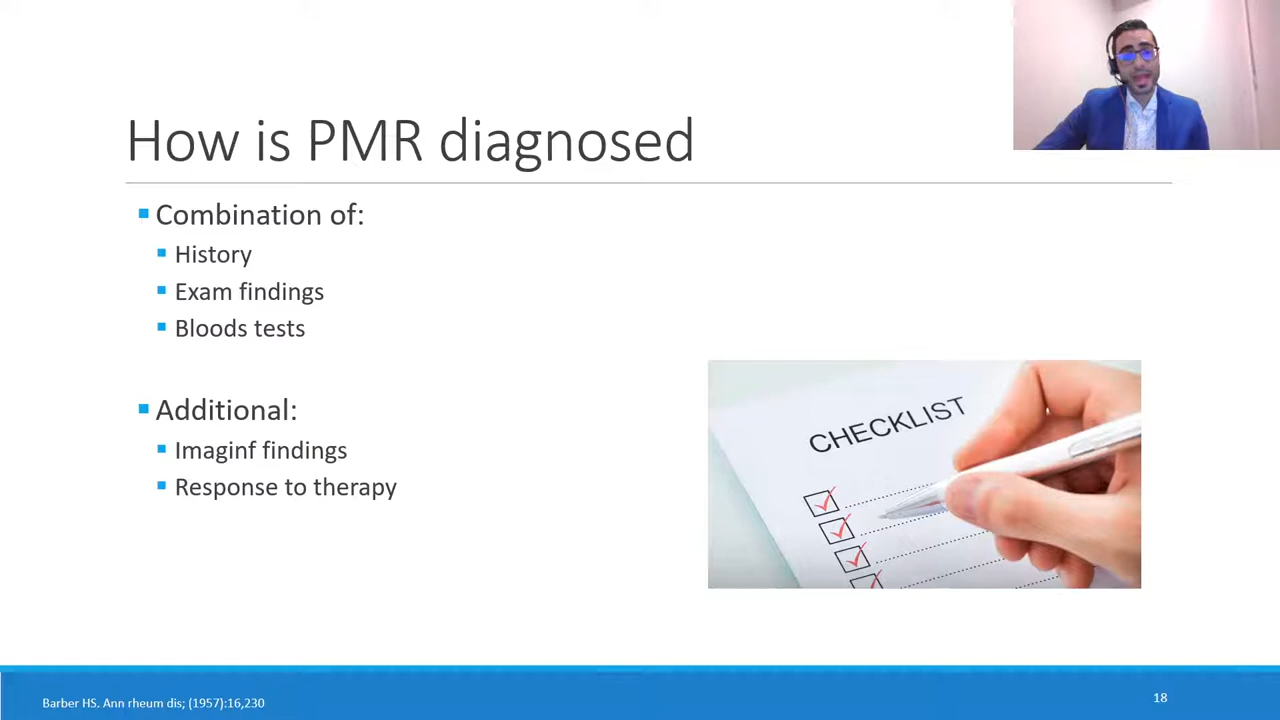 How is PMR diagnosed
Combination of:
History
Exam findings
Bloods tests
Additional:
Imaginf findings
Response to therapy
CHECKLIST
Barber HS. Ann rheum dis; (1957):16,230
18